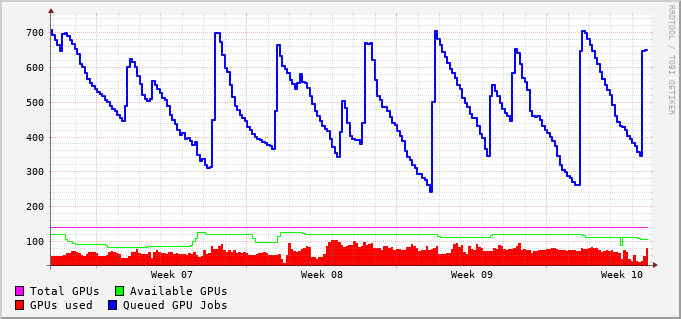 700
600
500
400
300
200
100
Week 07 Week 08 Week 09 Week 10
Total GPUs Available GPUs
GPUs used Queued GPU Jobs
RRDTOOL / TOBI OETIKER